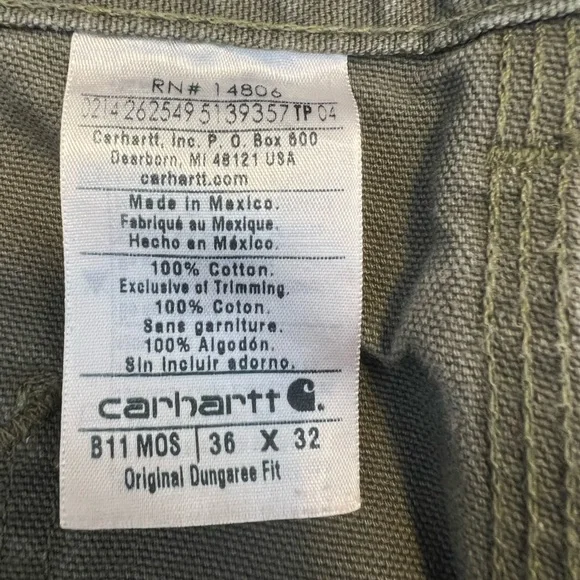 RN# 14806
0214 262549 5139357 TP 04
Carhartt, Inc. P. O. Box 600
Dearborn, MI 48121 USA
carhartt.com
Made in Mexico.
Fabriqué au Mexique.
Hecho en México.
100% Cotton.
Exclusive of Trimming.
100% Coton.
Sans garniture.
100% Algodón.
Sin Incluir adorno.
carhartt
B11 MOS | 36 X 32
Original Dungaree Fit